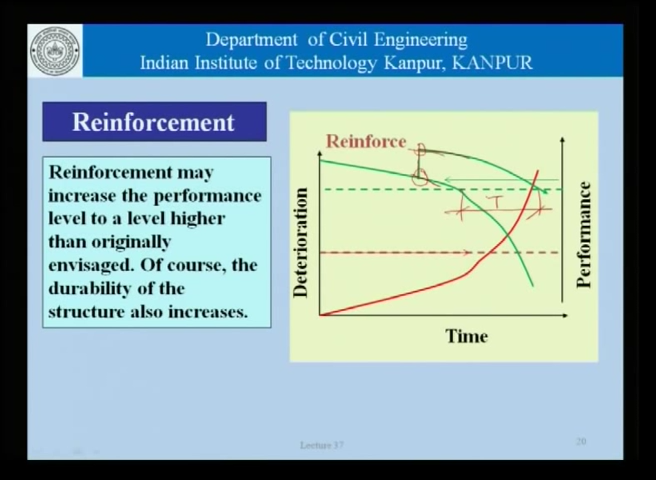 Department of Civil Engineering
Indian Institute of Technology Kanpur, KANPUR
Reinforcement
Reinforcement may
increase the performance
level to a level higher
than originally
envisaged. Of course, the
durability of the
structure also increases.
Reinforce
T
Deterioration
Performance
Time
Lecture 37
20